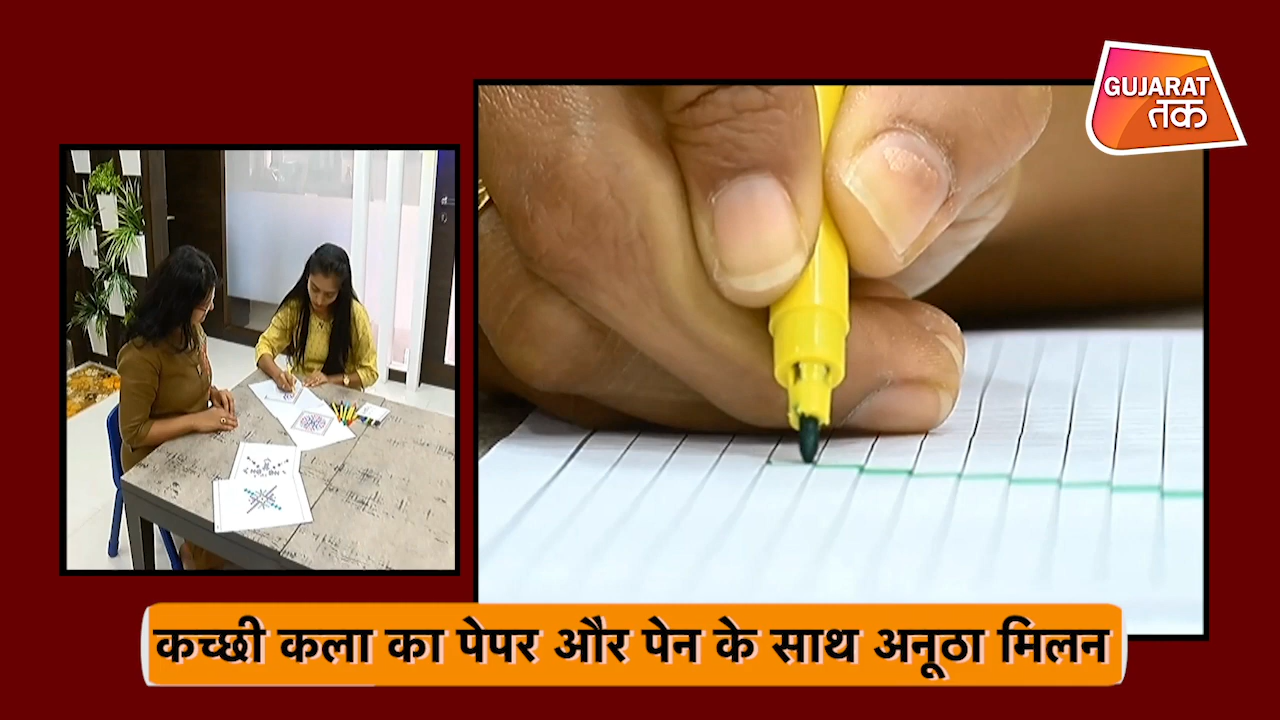 GUJARAT
तक
कच्छी कला का पेपर और पेन के साथ अनूठा मिलन